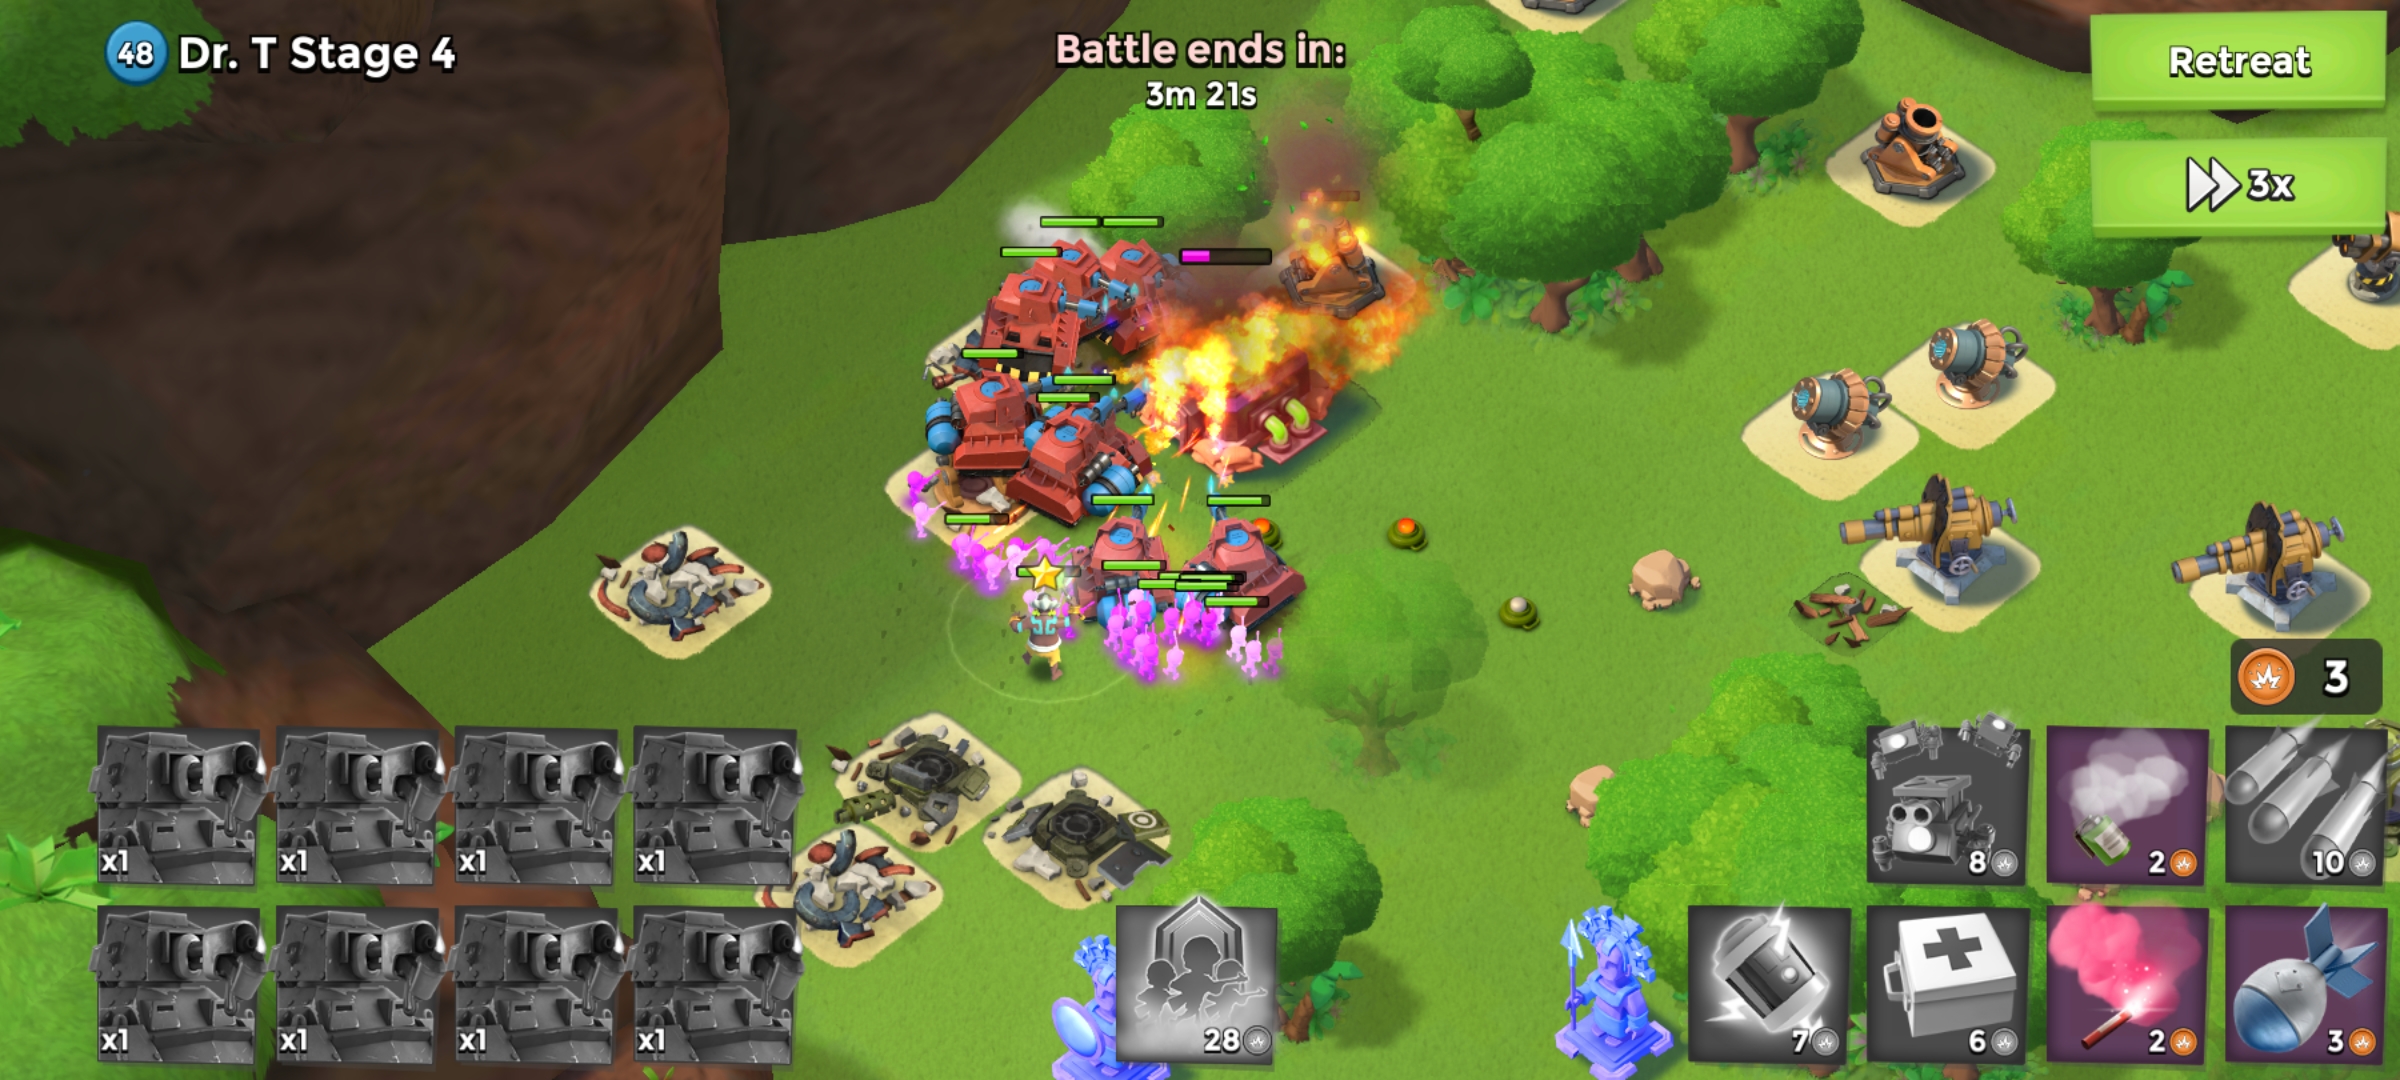 48 Dr. T Stage 4
Battle ends in:
3m 21s
Retreat
3x
3
x1 x1 x1 x1
8 2 10
x1 x1 x1 x1
28 7 6 2 3